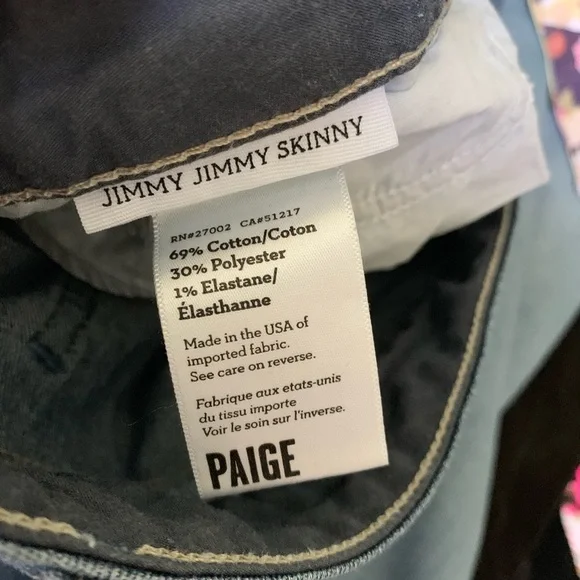 JIMMY JIMMY SKINNY
RN#27002 CA#51217
69% Cotton/Coton
30% Polyester
1% Elastane/
Élasthanne
Made in the USA of
imported fabric.
See care on reverse.
Fabrique aux etats-unis
du tissu importe
Voir le soin sur l'inverse.
PAIGE